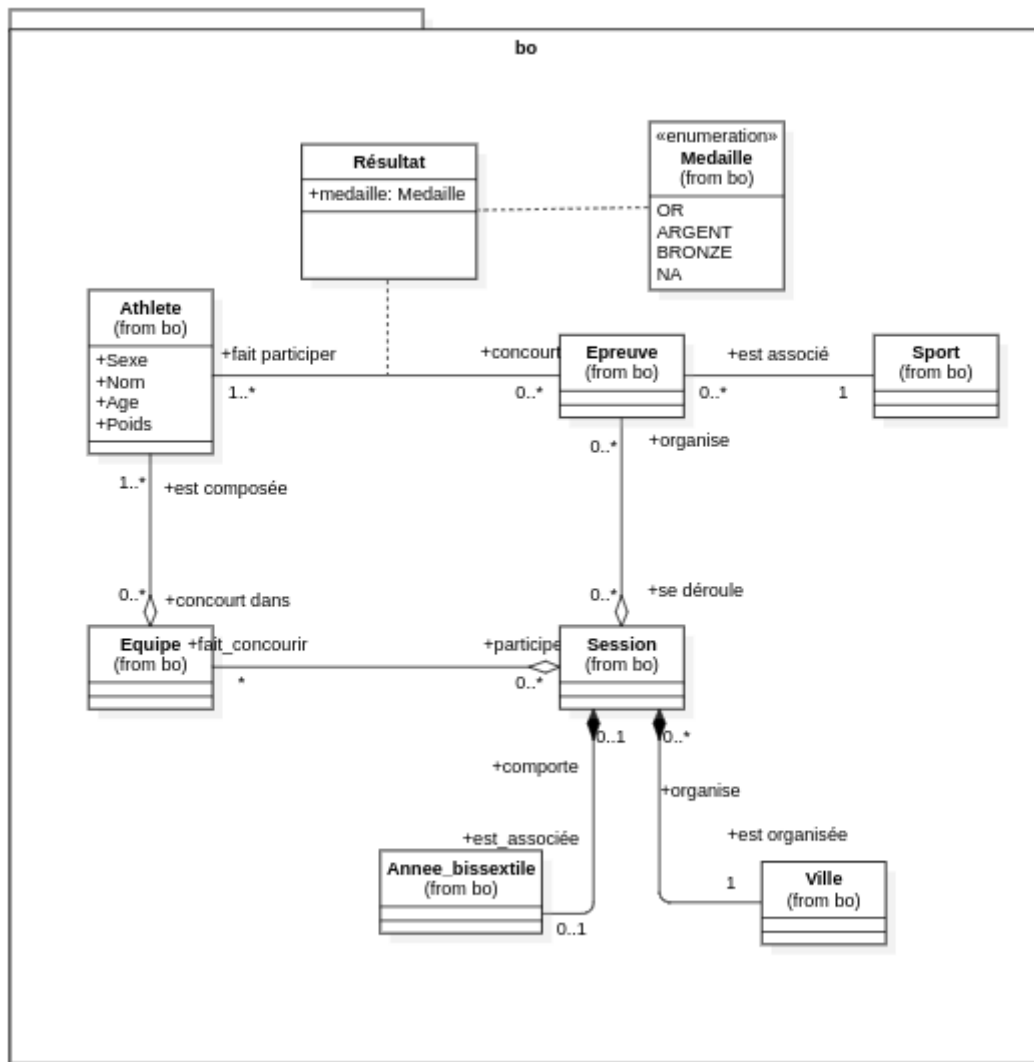 bo
«enumeration»
Medaille
(from bo)
OR
ARGENT
BRONZE
NA
Résultat
+medaille: Medaille
Athlete
(from bo)
+Sexe
+Nom
+Age
+Poids
+fait participer
1..*
+concourt
0..*
Epreuve
(from bo)
+est associé
0..*
1
Sport
(from bo)
0..*
+organise
1..*
+est composée
0..*
+concourt dans
0..*
+se déroule
Equipe
(from bo)
+fait_concourir
*
+participe
0..*
Session
(from bo)
0..1
0..*
+comporte
+organise
+est_associée
+est organisée
Annee_bissextile
(from bo)
0..1
1
Ville
(from bo)